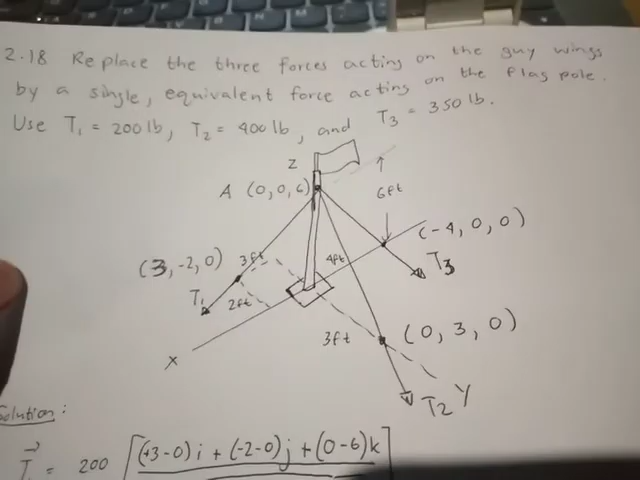 2.18 Replace the three forces acting on the guy wings
by a single, equivalent force acting on the flag pole.
Use T1 = 200 lb, T2 = 400 lb, and T3 = 350 lb.
Z
A (0,0,6)
6ft
(-4, 0, 0)
(3, -2, 0)
3ft
4ft
T3
T1
2ft
3ft
(0, 3, 0)
X
T2
Y
Solution:
T = 200 [(+3-0)i + (-2-0)j + (0-6)k]